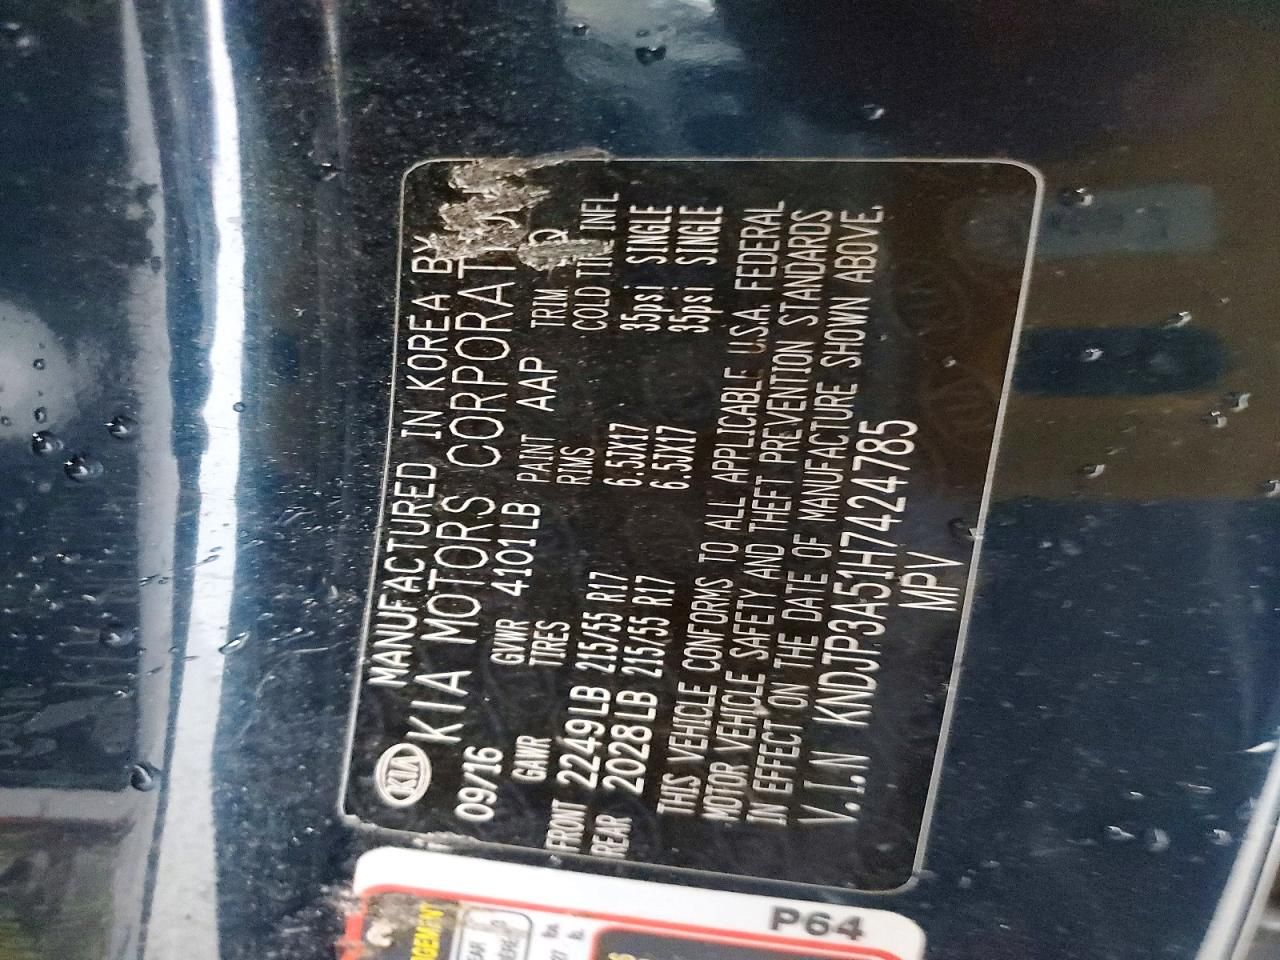 MANUFACTURED IN KOREA BY
KIA KIA MOTORS CORPORATION
09/16 GVWR 4101LB PAINT AAP TRIM
GAWR TIRES RIMS COLD TIRE INFL
FRONT 2249LB 215/55 R17 6.5JX17 35psi SINGLE
REAR 2028LB 215/55 R17 6.5JX17 35psi SINGLE
THIS VEHICLE CONFORMS TO ALL APPLICABLE U.S.A. FEDERAL
MOTOR VEHICLE SAFETY AND THEFT PREVENTION STANDARDS
IN EFFECT ON THE DATE OF MANUFACTURE SHOWN ABOVE.
V.I.N KNDJP3A51H7424785
MPV
P64